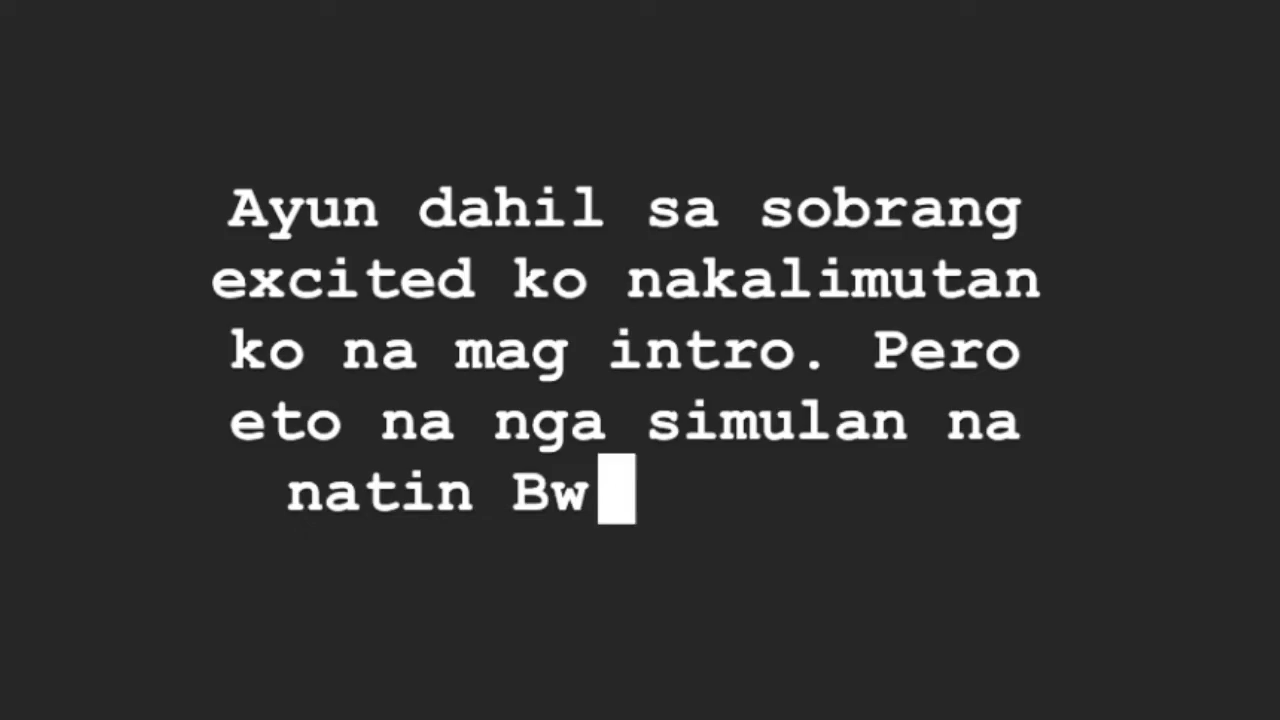 Ayun dahil sa sobrang
excited ko nakalimutan
ko na mag intro. Pero
eto na nga simulan na
natin Bw